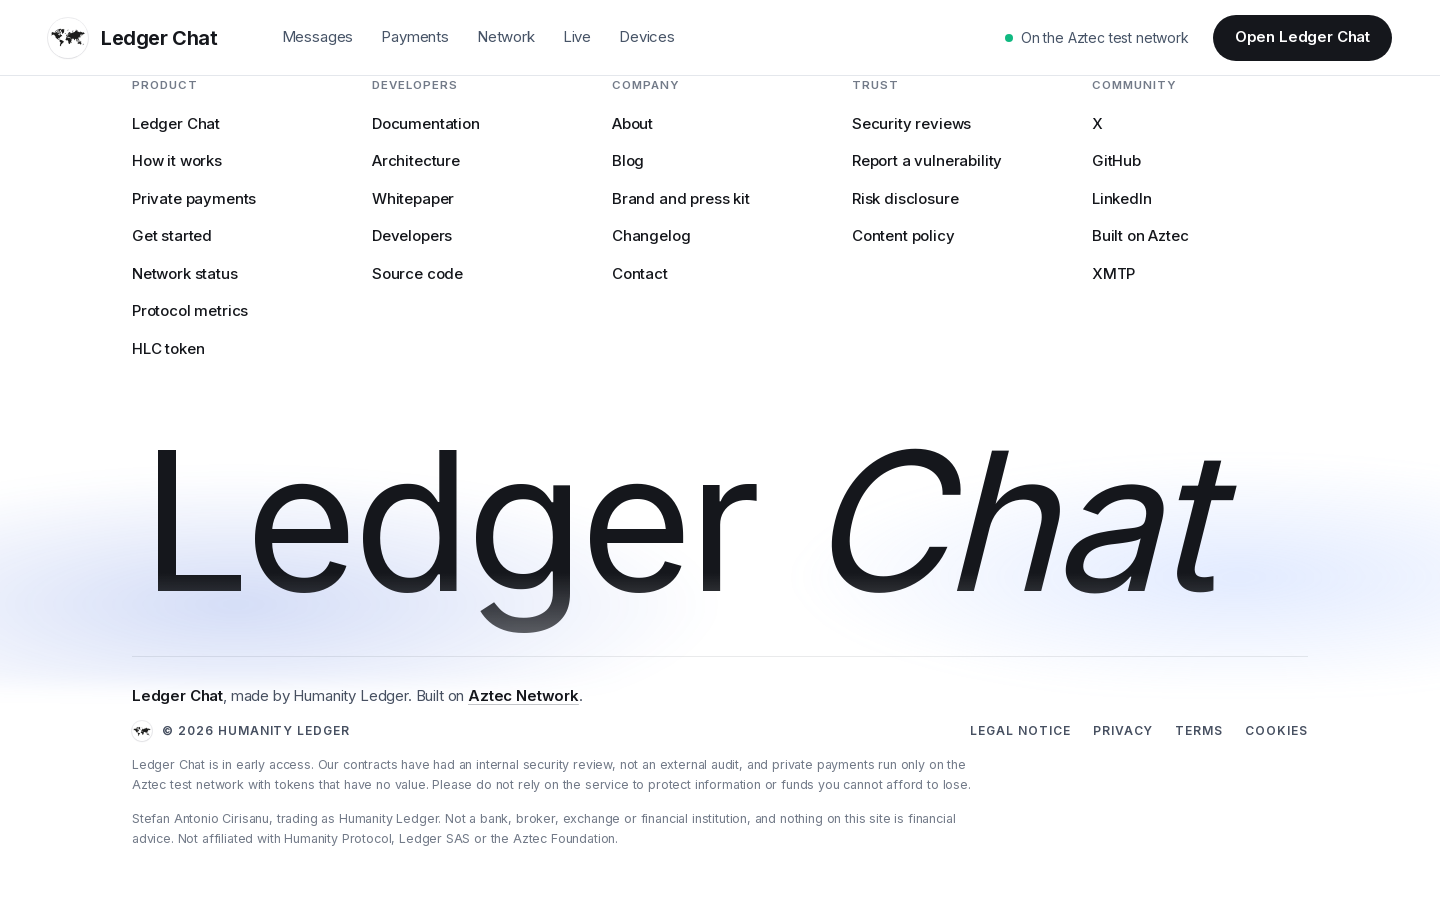 Ledger Chat
Messages
Payments
Network
Live
Devices
On the Aztec test network
Open Ledger Chat
PRODUCT
Ledger Chat
How it works
Private payments
Get started
Network status
Protocol metrics
HLC token
DEVELOPERS
Documentation
Architecture
Whitepaper
Developers
Source code
COMPANY
About
Blog
Brand and press kit
Changelog
Contact
TRUST
Security reviews
Report a vulnerability
Risk disclosure
Content policy
COMMUNITY
X
GitHub
LinkedIn
Built on Aztec
XMTP
Ledger Chat
Ledger Chat, made by Humanity Ledger. Built on Aztec Network.
© 2026 HUMANITY LEDGER
LEGAL NOTICE
PRIVACY
TERMS
COOKIES
Ledger Chat is in early access. Our contracts have had an internal security review, not an external audit, and private payments run only on the
Aztec test network with tokens that have no value. Please do not rely on the service to protect information or funds you cannot afford to lose.
Stefan Antonio Cirisanu, trading as Humanity Ledger. Not a bank, broker, exchange or financial institution, and nothing on this site is financial
advice. Not affiliated with Humanity Protocol, Ledger SAS or the Aztec Foundation.